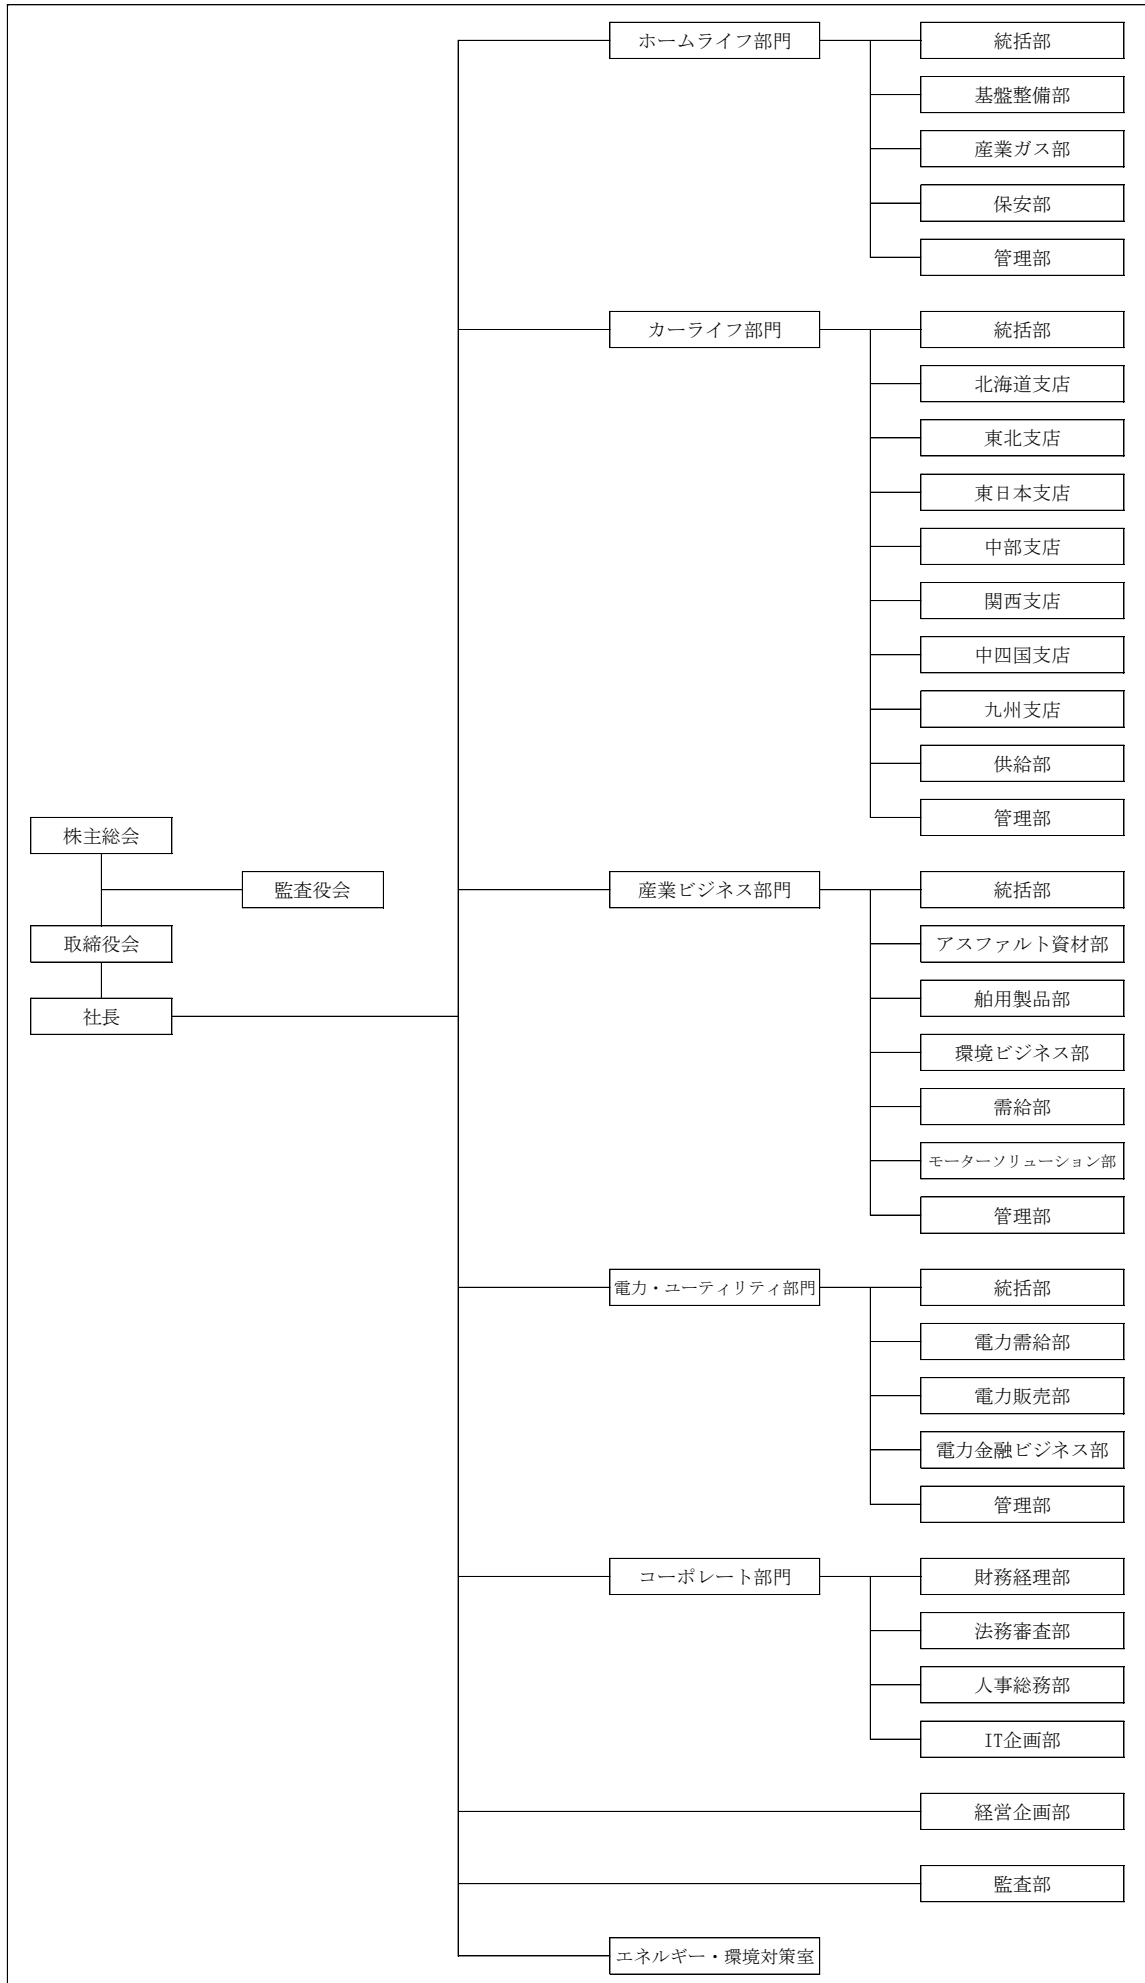 株主総会
監査役会
取締役会
社長
ホームライフ部門
統括部
基盤整備部
産業ガス部
保安部
管理部
カーライフ部門
統括部
北海道支店
東北支店
東日本支店
中部支店
関西支店
中四国支店
九州支店
供給部
管理部
産業ビジネス部門
統括部
アスファルト資材部
舶用製品部
環境ビジネス部
需給部
モーターソリューション部
管理部
電力・ユーティリティ部門
統括部
電力需給部
電力販売部
電力金融ビジネス部
管理部
コーポレート部門
財務経理部
法務審査部
人事総務部
IT企画部
経営企画部
監査部
エネルギー・環境対策室